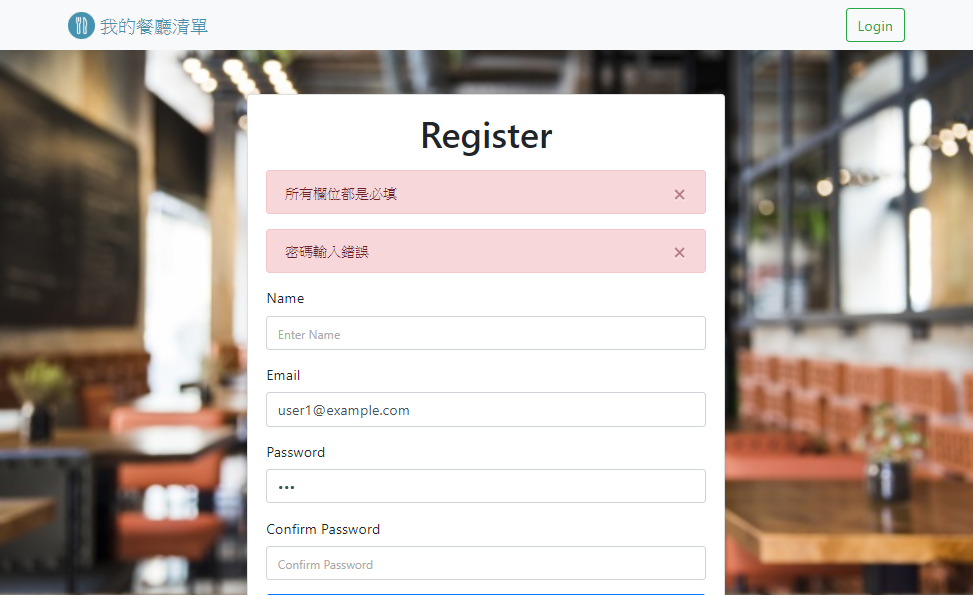 我的餐廳清單
Login
Register
所有欄位都是必填 ×
密碼輸入錯誤 ×
Name
Enter Name
Email
user1@example.com
Password
•••
Confirm Password
Confirm Password